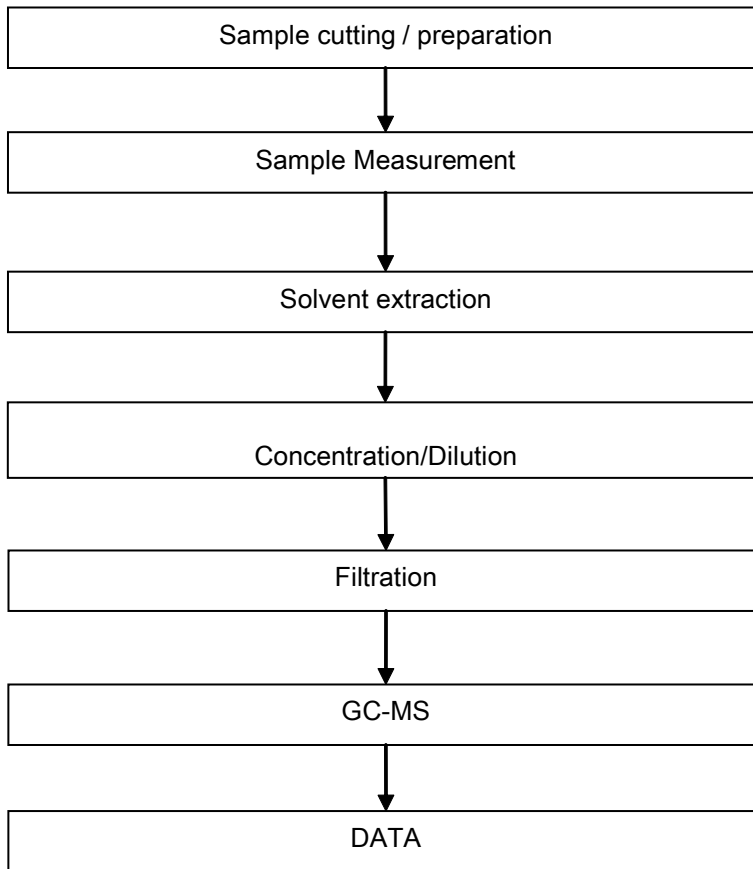 Sample cutting / preparation
Sample Measurement
Solvent extraction
Concentration/Dilution
Filtration
GC-MS
DATA